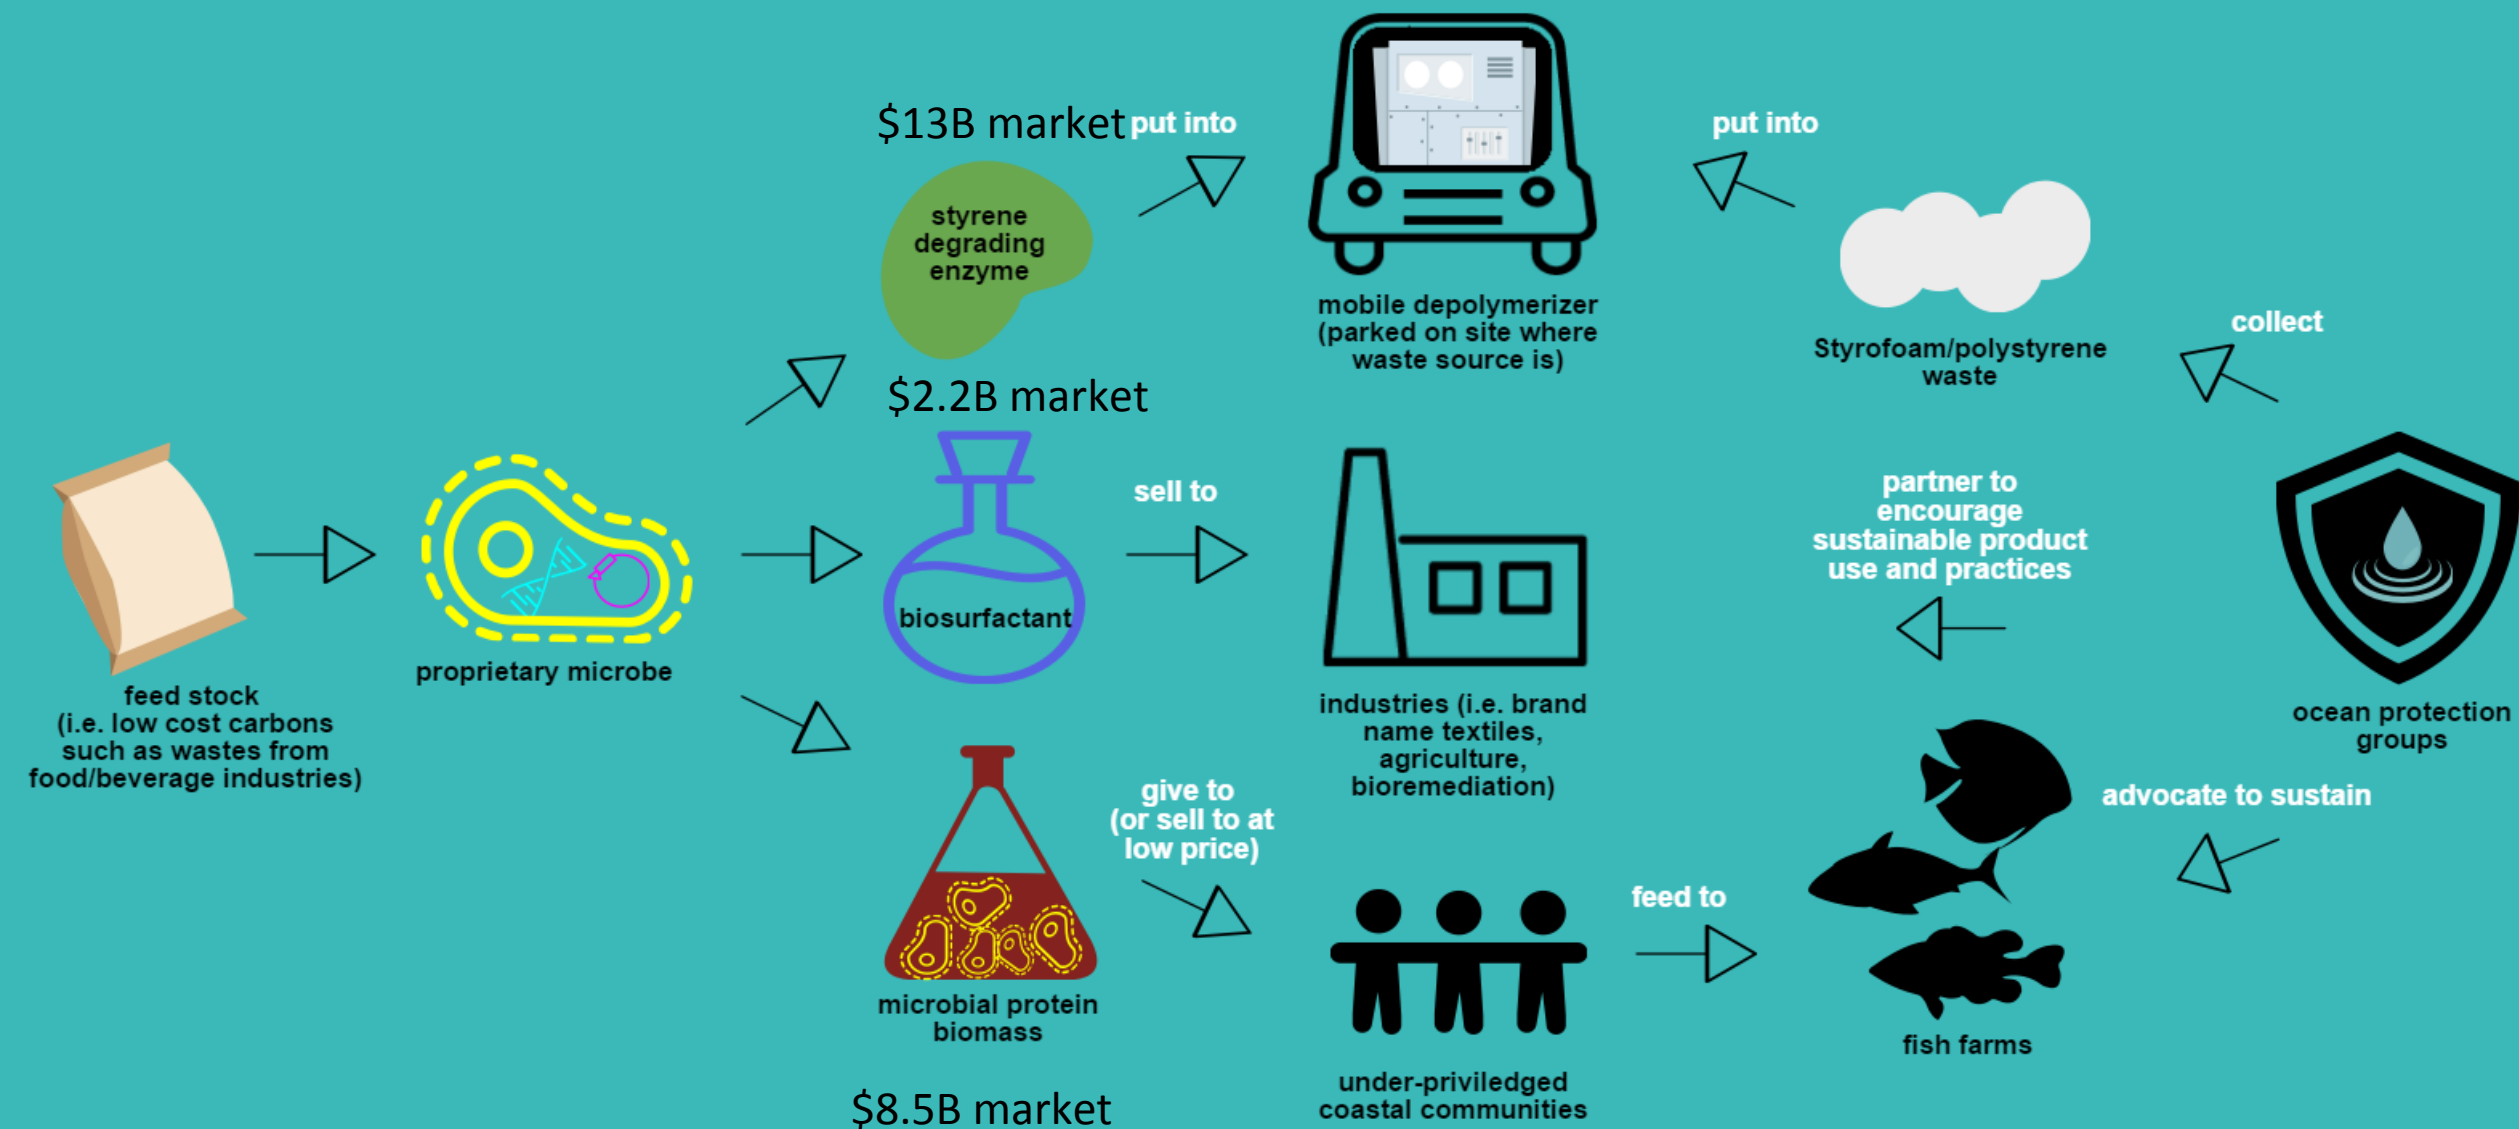 $13B market
put into
put into
styrene
degrading
enzyme
mobile depolymerizer
(parked on site where
waste source is)
Styrofoam/polystyrene
waste
collect
$2.2B market
biosurfactant
sell to
partner to
encourage
sustainable product
use and practices
feed stock
(i.e. low cost carbons
such as wastes from
food/beverage industries)
proprietary microbe
industries (i.e. brand
name textiles,
agriculture,
bioremediation)
ocean protection
groups
give to
(or sell to at
low price)
advocate to sustain
feed to
microbial protein
biomass
fish farms
under-priviledged
coastal communities
$8.5B market